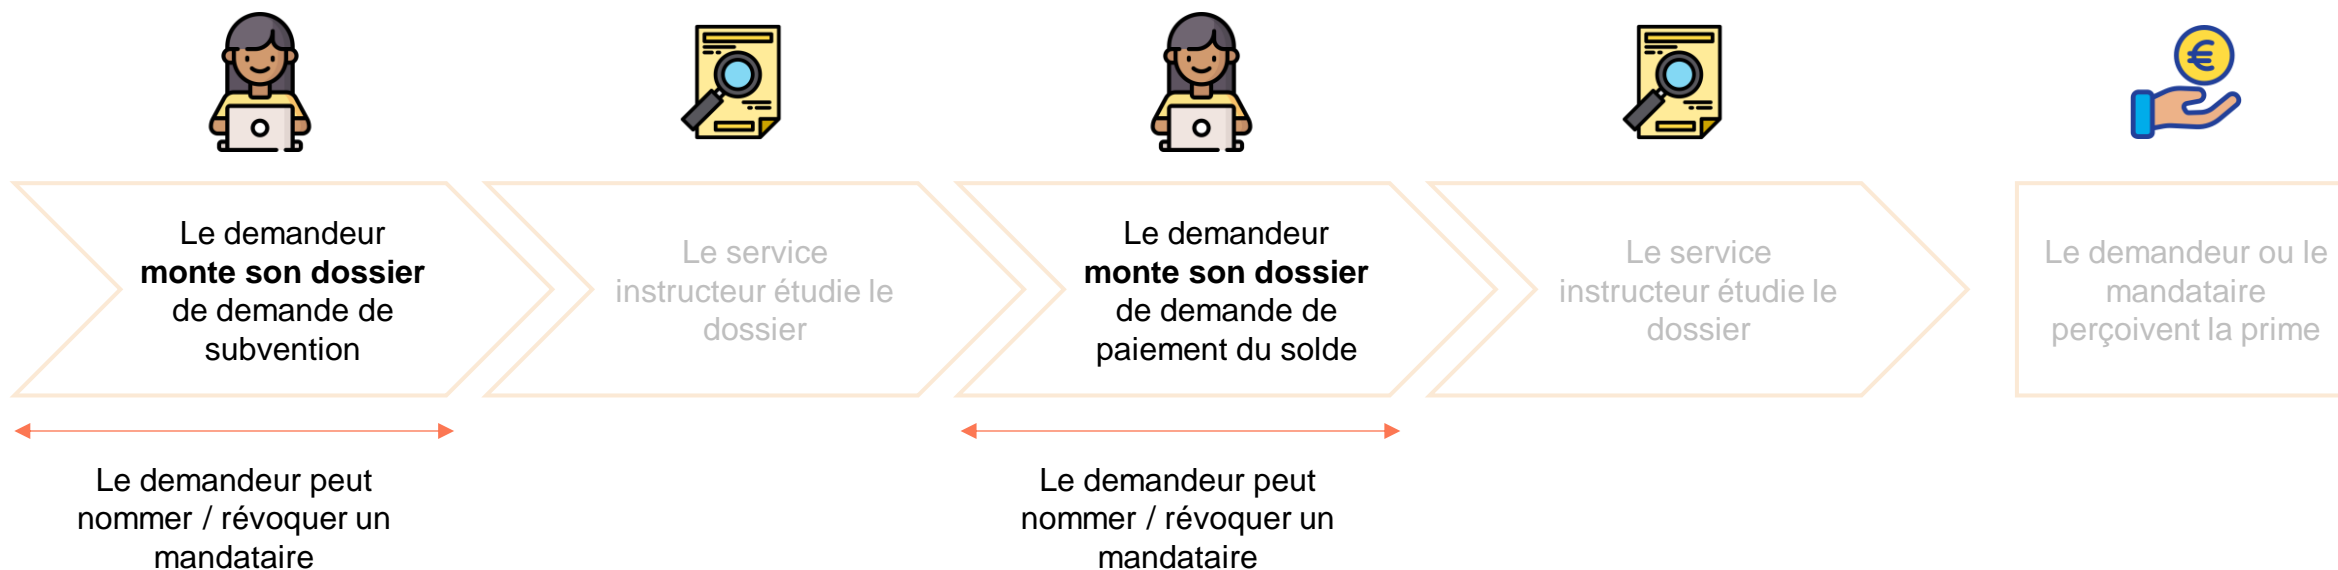 Le demandeur
monte son dossier
de demande de
subvention
Le service
instructeur étudie le
dossier
Le demandeur
monte son dossier
de demande de
paiement du solde
Le service
instructeur étudie le
dossier
Le demandeur ou le
mandataire
perçoivent la prime
Le demandeur peut
nommer / révoquer un
mandataire
Le demandeur peut
nommer / révoquer un
mandataire